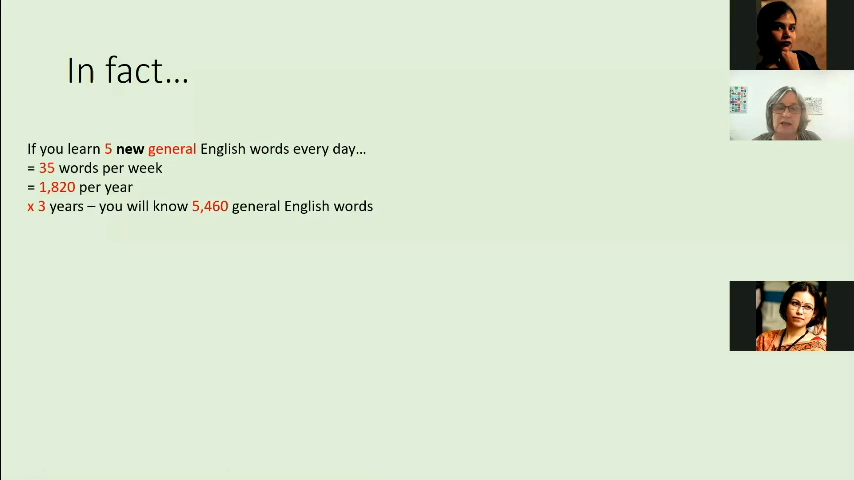 In fact...
If you learn 5 new general English words every day...
= 35 words per week
= 1,820 per year
x 3 years – you will know 5,460 general English words